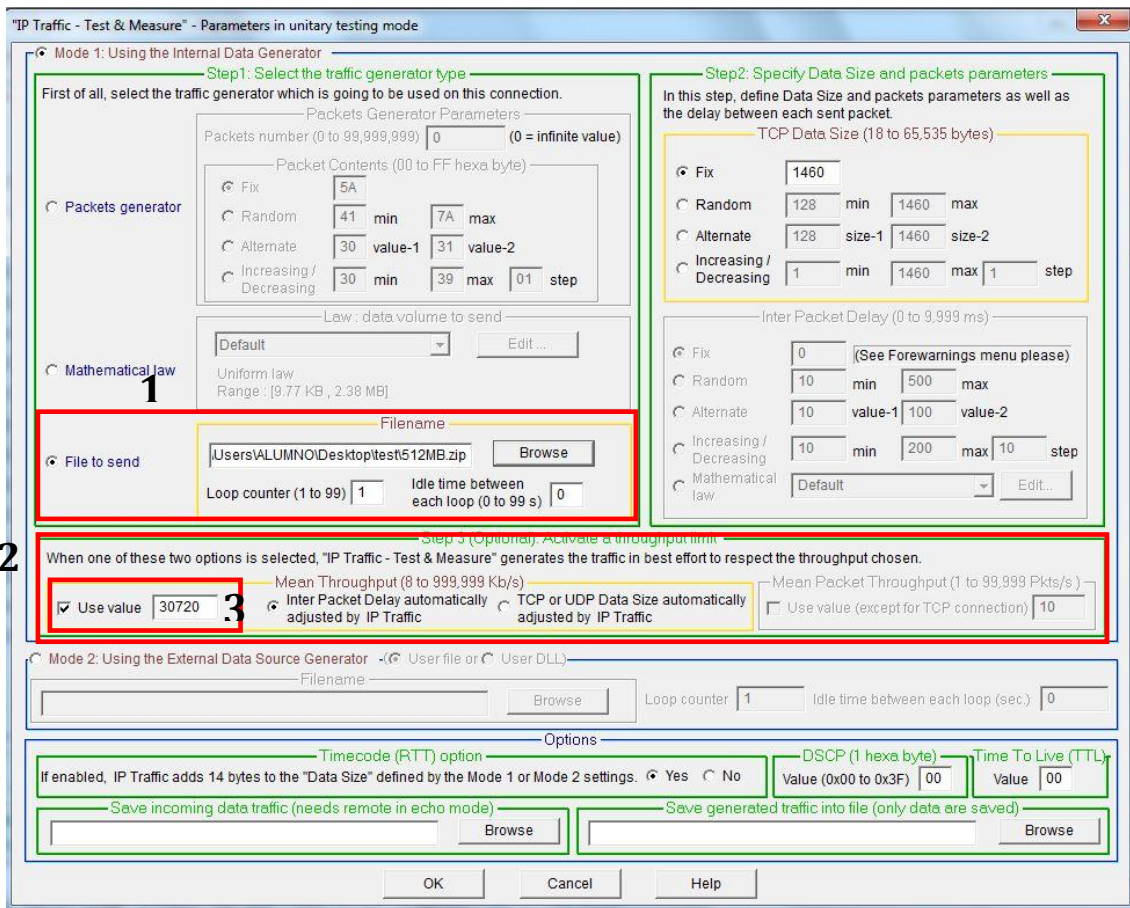 "IP Traffic - Test & Measure" - Parameters in unitary testing mode
Mode 1: Using the Internal Data Generator
Step1: Select the traffic generator type
First of all, select the traffic generator which is going to be used on this connection.
Packets Generator Parameters
Packets number (0 to 99,999,999) 0 (0 = infinite value)
Packet Contents (00 to FF hexa byte)
Packets generator
Fix 5A
Random 41 min 7A max
Alternate 30 value-1 31 value-2
Increasing /
Decreasing 30 min 39 max 01 step
Law : data volume to send
Mathematical law
Default Edit ...
Uniform law
Range : [9.77 KB , 2.38 MB]
1
Filename
File to send
\Users\ALUMNO\Desktop\test\512MB.zip Browse
Loop counter (1 to 99) 1 Idle time between
each loop (0 to 99 s) 0
Step2: Specify Data Size and packets parameters
In this step, define Data Size and packets parameters as well as
the delay between each sent packet.
TCP Data Size (18 to 65,535 bytes)
Fix 1460
Random 128 min 1460 max
Alternate 128 size-1 1460 size-2
Increasing /
Decreasing 1 min 1460 max 1 step
Inter Packet Delay (0 to 9,999 ms)
Fix 0 (See Forewarnings menu please)
Random 10 min 500 max
Alternate 10 value-1 100 value-2
Increasing /
Decreasing 10 min 200 max 10 step
Mathematical
law Default Edit...
2
Step 3 (Optional): Activate a throughput limit
When one of these two options is selected, "IP Traffic - Test & Measure" generates the traffic in best effort to respect the throughput chosen.
Use value 30720
3
Mean Throughput (8 to 999,999 Kb/s)
Inter Packet Delay automatically
adjusted by IP Traffic
TCP or UDP Data Size automatically
adjusted by IP Traffic
Mean Packet Throughput (1 to 99,999 Pkts/s )
Use value (except for TCP connection) 10
Mode 2: Using the External Data Source Generator -( User file or User DLL)
Filename
Browse
Loop counter 1 Idle time between each loop (sec.) 0
Options
Timecode (RTT) option
If enabled, IP Traffic adds 14 bytes to the "Data Size" defined by the Mode 1 or Mode 2 settings. Yes No
DSCP (1 hexa byte)
Value (0x00 to 0x3F) 00
Time To Live (TTL)
Value 00
Save incoming data traffic (needs remote in echo mode)
Browse
Save generated traffic into file (only data are saved)
Browse
OK Cancel Help